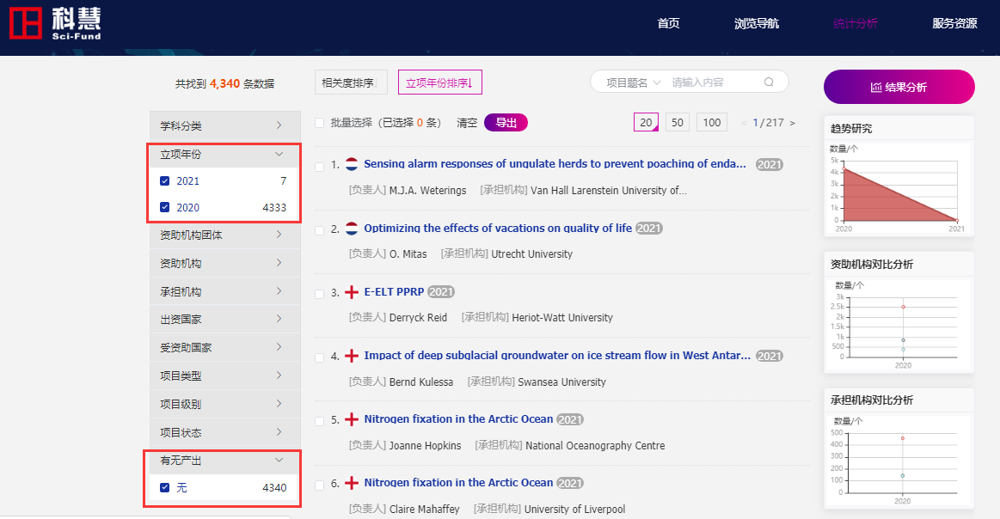 科慧
Sci-Fund
首页
浏览导航
统计分析
服务资源
共找到 4,340 条数据
学科分类
立项年份
2021 7
2020 4333
资助机构团体
资助机构
承担机构
出资国家
受资助国家
项目类型
项目级别
项目状态
有无产出
无 4340
相关度排序↓
立项年份排序↓
项目题名 请输入内容
批量选择（已选择 0 条） 清空 导出
20 50 100 < 1/217 >
1. Sensing alarm responses of ungulate herds to prevent poaching of enda... 2021
[负责人] M.J.A. Weterings [承担机构] Van Hall Larenstein University of...
2. Optimizing the effects of vacations on quality of life 2021
[负责人] O. Mitas [承担机构] Utrecht University
3. E-ELT PPRP 2021
[负责人] Derryck Reid [承担机构] Heriot-Watt University
4. Impact of deep subglacial groundwater on ice stream flow in West Antar... 2021
[负责人] Bernd Kulessa [承担机构] Swansea University
5. Nitrogen fixation in the Arctic Ocean 2021
[负责人] Joanne Hopkins [承担机构] National Oceanography Centre
6. Nitrogen fixation in the Arctic Ocean 2021
[负责人] Claire Mahaffey [承担机构] University of Liverpool
结果分析
趋势研究
数量/个
5k
4k
3k
2k
1k
0
2020 2021
资助机构对比分析
数量/个
3k
2.5k
2k
1.5k
1k
500
0
2020
承担机构对比分析
数量/个
500
400
300
200
100
0
2020